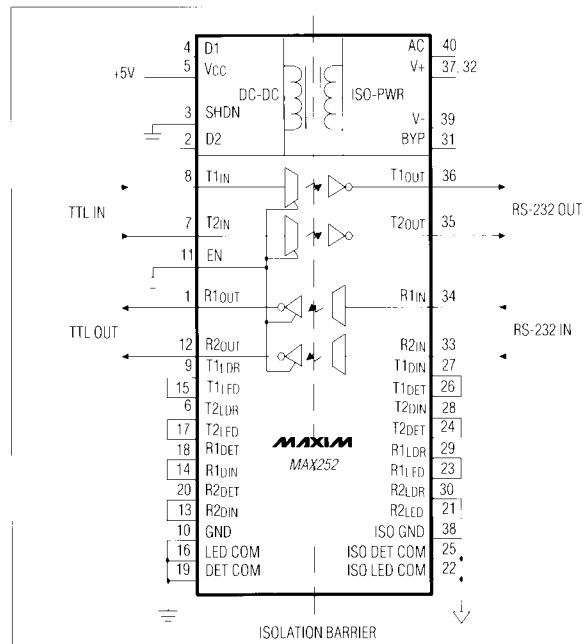 4 D1 AC 40
5 VCC V+ 37, 32
+5V
DC-DC ISO-PWR
3 SHDN V- 39
2 D2 BYP 31
8 T1IN T1OUT 36
TTL IN RS-232 OUT
7 T2IN T2OUT 35
11 EN
1 R1OUT R1IN 34
TTL OUT RS-232 IN
12 R2OUT R2IN 33
9 T1LDR T1DIN 27
15 T1LFD T1DET 26
6 T2LDR T2DIN 28
17 T2LFD T2DET 24
18 R1DET R1LDR 29
14 R1DIN R1LFD 23
20 R2DET R2LDR 30
13 R2DIN R2LED 21
MAXIM
MAX252
10 GND ISO GND 38
16 LED COM ISO DET COM 25
19 DET COM ISO LED COM 22
ISOLATION BARRIER